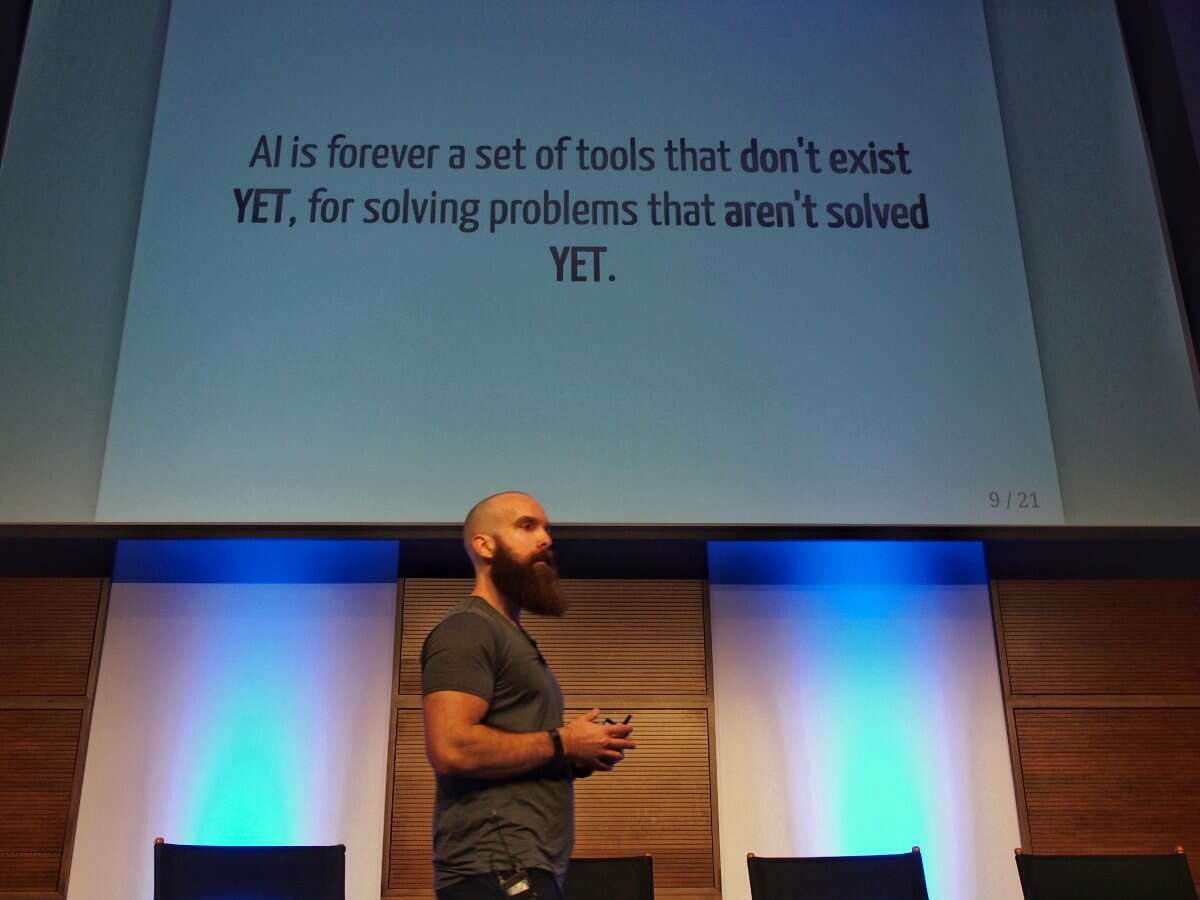 AI is forever a set of tools that don't exist
YET, for solving problems that aren't solved
YET.
9 / 21